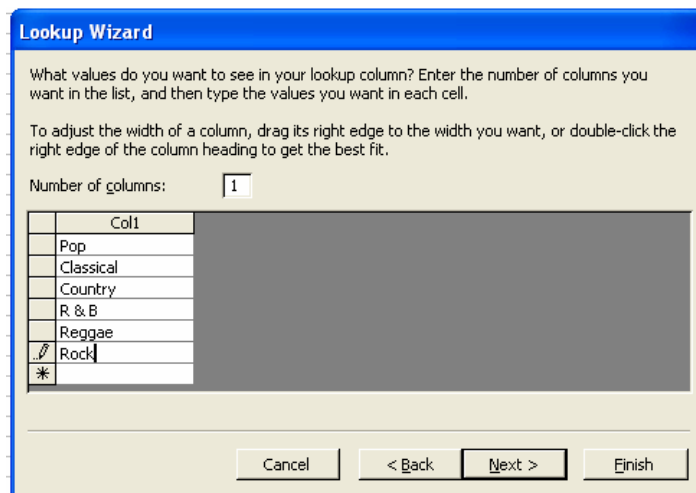 Lookup Wizard
What values do you want to see in your lookup column? Enter the number of columns you
want in the list, and then type the values you want in each cell.
To adjust the width of a column, drag its right edge to the width you want, or double-click the
right edge of the column heading to get the best fit.
Number of columns: 1
Col1
Pop
Classical
Country
R & B
Reggae
Rock
Cancel < Back Next > Finish